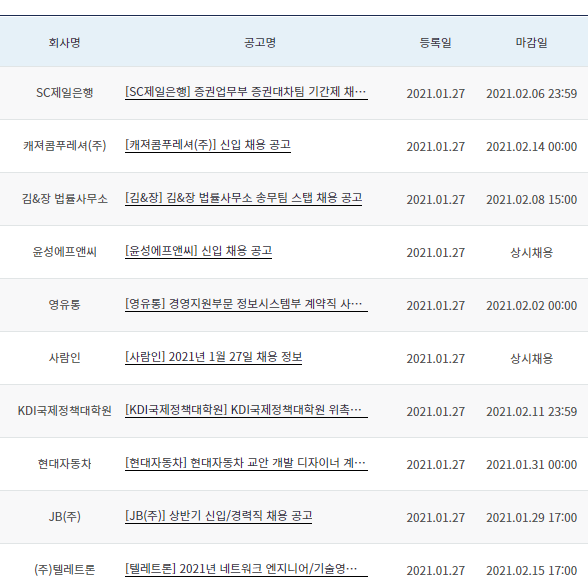 회사명 공고명 등록일 마감일
SC제일은행 [SC제일은행] 증권업무부 증권대차팀 기간제 채··· 2021.01.27 2021.02.06 23:59
캐져콤푸레셔(주) [캐져콤푸레셔(주)] 신입 채용 공고 2021.01.27 2021.02.14 00:00
김&장 법률사무소 [김&장] 김&장 법률사무소 송무팀 스탭 채용 공고 2021.01.27 2021.02.08 15:00
윤성에프앤씨 [윤성에프앤씨] 신입 채용 공고 2021.01.27 상시채용
영유통 [영유통] 경영지원부문 정보시스템부 계약직 사··· 2021.01.27 2021.02.02 00:00
사람인 [사람인] 2021년 1월 27일 채용 정보 2021.01.27 상시채용
KDI국제정책대학원 [KDI국제정책대학원] KDI국제정책대학원 위촉··· 2021.01.27 2021.02.11 23:59
현대자동차 [현대자동차] 현대자동차 교안 개발 디자이너 계··· 2021.01.27 2021.01.31 00:00
JB(주) [JB(주)] 상반기 신입/경력직 채용 공고 2021.01.27 2021.01.29 17:00
(주)텔레트론 [텔레트론] 2021년 네트워크 엔지니어/기술영··· 2021.01.27 2021.02.15 17:00